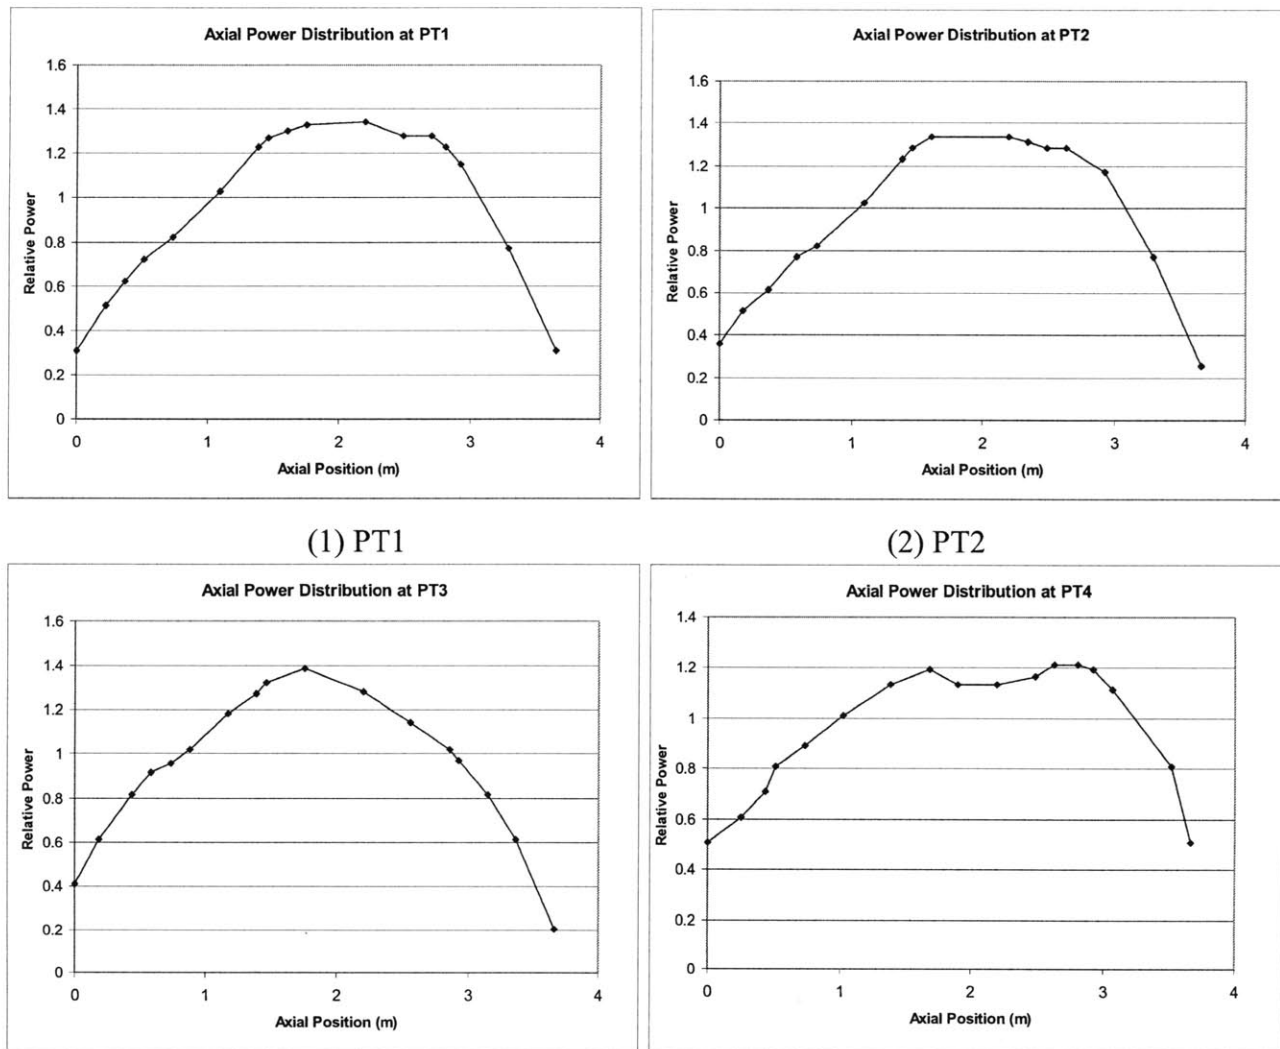 Axial Power Distribution at PT1
1.6
1.4
1.2
1
0.8
0.6
0.4
0.2
0
Relative Power
0 1 2 3 4
Axial Position (m)
Axial Power Distribution at PT2
1.6
1.4
1.2
1
0.8
0.6
0.4
0.2
0
Relative Power
0 1 2 3 4
Axial Position (m)
(1) PT1
(2) PT2
Axial Power Distribution at PT3
1.6
1.4
1.2
1
0.8
0.6
0.4
0.2
0
Relative Power
0 1 2 3 4
Axial Position (m)
Axial Power Distribution at PT4
1.4
1.2
1
0.8
0.6
0.4
0.2
0
Relative Power
0 1 2 3 4
Axial Position (m)